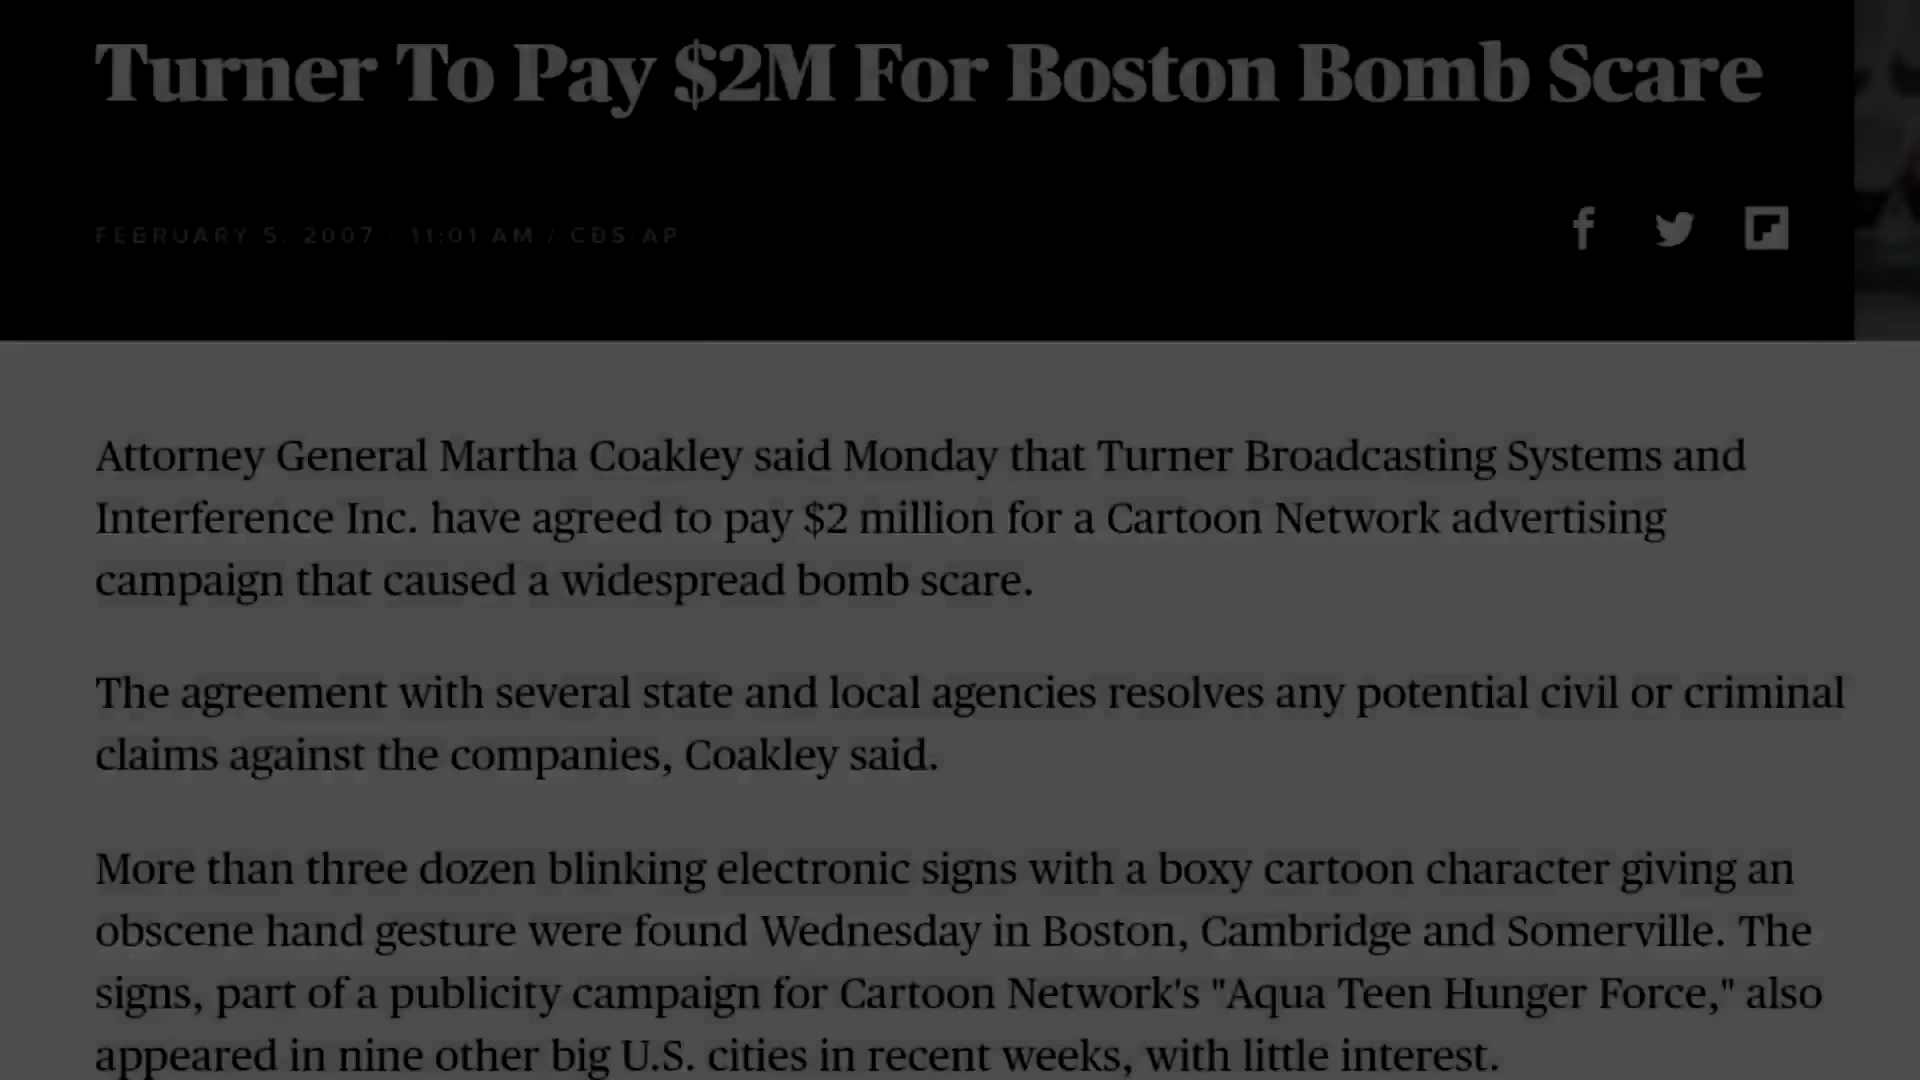 Turner To Pay $2M For Boston Bomb Scare
FEBRUARY 5, 2007 / 11:01 AM / CBS/AP
Attorney General Martha Coakley said Monday that Turner Broadcasting Systems and
Interference Inc. have agreed to pay $2 million for a Cartoon Network advertising
campaign that caused a widespread bomb scare.
The agreement with several state and local agencies resolves any potential civil or criminal
claims against the companies, Coakley said.
More than three dozen blinking electronic signs with a boxy cartoon character giving an
obscene hand gesture were found Wednesday in Boston, Cambridge and Somerville. The
signs, part of a publicity campaign for Cartoon Network's "Aqua Teen Hunger Force," also
appeared in nine other big U.S. cities in recent weeks, with little interest.